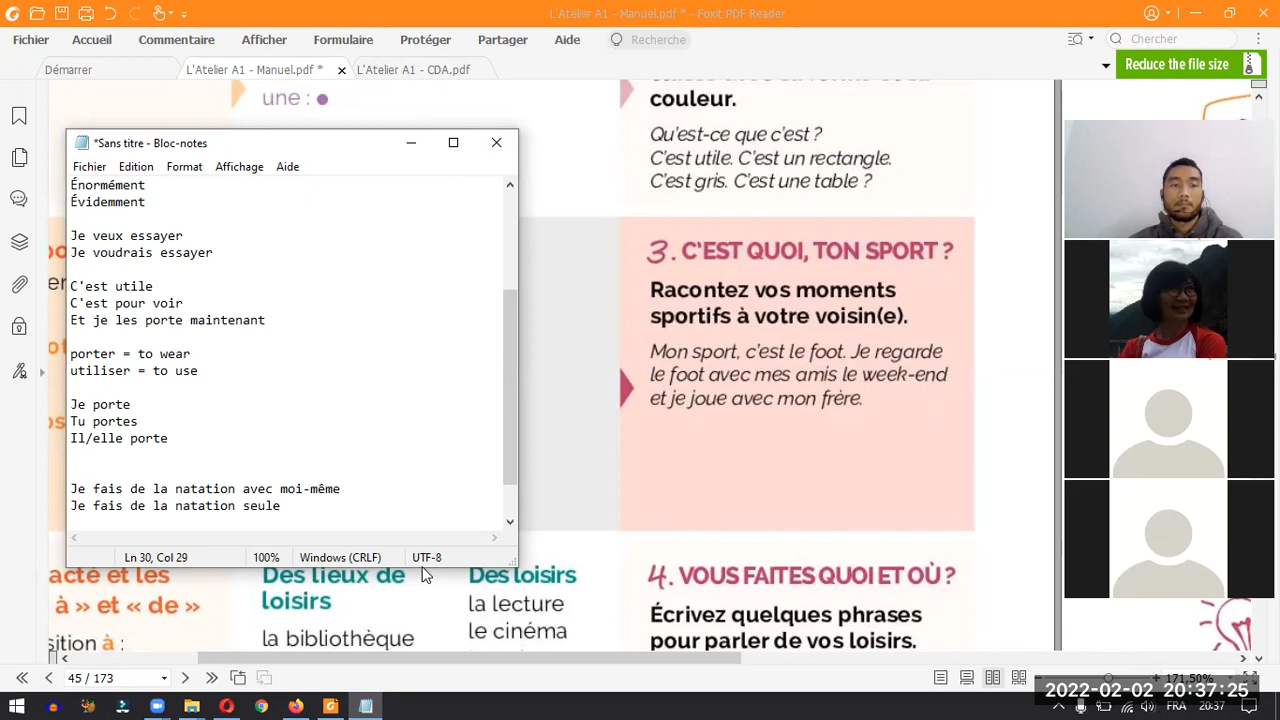 L'Atelier A1 - Manuel.pdf * - Foxit PDF Reader
Fichier Accueil Commentaire Afficher Formulaire Protéger Partager Aide Recherche Chercher
Démarrer L'Atelier A1 - Manuel.pdf * L'Atelier A1 - CDA.pdf Reduce the file size
une :
couleur.
Qu'est-ce que c'est ?
C'est utile. C'est un rectangle.
C'est gris. C'est une table ?
*Sans titre - Bloc-notes
Fichier Edition Format Affichage Aide
Énormément
Évidemment
Je veux essayer
Je voudrais essayer
C'est utile
C'est pour voir
Et je les porte maintenant
porter = to wear
utiliser = to use
Je porte
Tu portes
Il/elle porte
Je fais de la natation avec moi-même
Je fais de la natation seule
Ln 30, Col 29 100% Windows (CRLF) UTF-8
3. C'EST QUOI, TON SPORT ?
Racontez vos moments
sportifs à votre voisin(e).
Mon sport, c'est le foot. Je regarde
le foot avec mes amis le week-end
et je joue avec mon frère.
acté et les
à » et « de »
sition à :
Des lieux de
loisirs
la bibliothèque
Des loisirs
la lecture
le cinéma
4. VOUS FAITES QUOI ET OÙ ?
Écrivez quelques phrases
pour parler de vos loisirs.
45 / 173 171,50%
2022-02-02 20:37:25
FRA 20:37